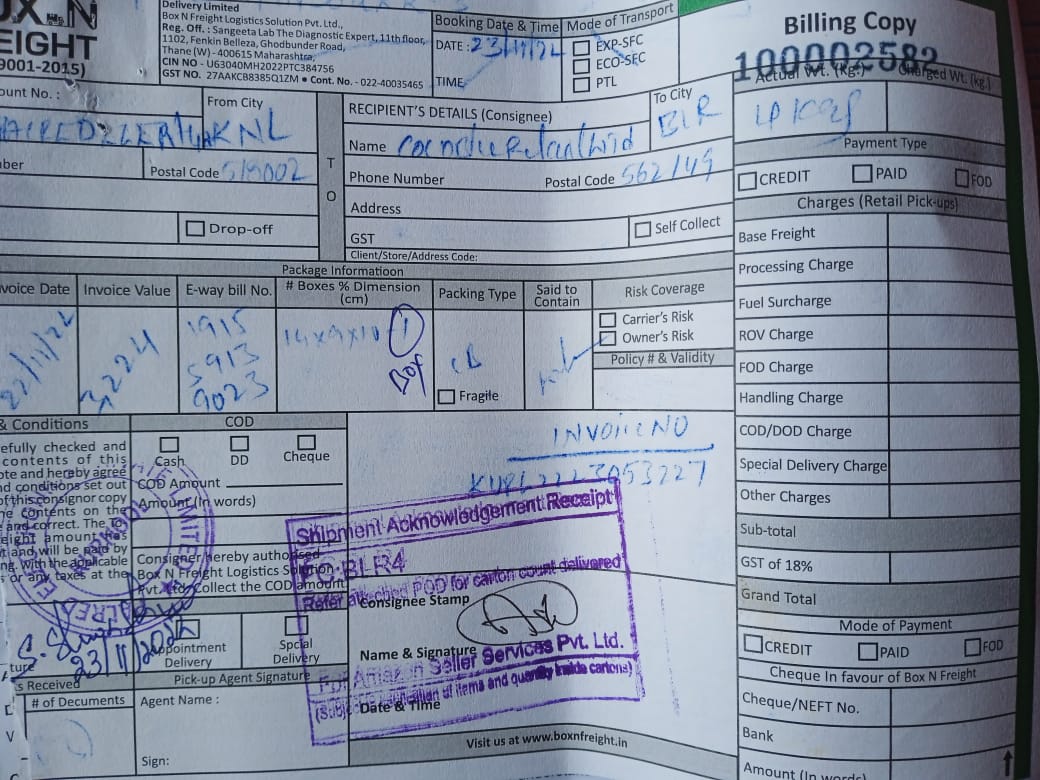 OX N
EIGHT
9001-2015)
Delivery Limited
Box N Freight Logistics Solution Pvt. Ltd.,
Reg. Off. : Sangeeta Lab The Diagnostic Expert, 11th floor,
1102, Fenkin Belleza, Ghodbunder Road,
Thane (W) - 400615 Maharashtra,
CIN NO - U63040MH2022PTC384756
GST NO. 27AAKCB8385Q1ZM • Cont. No. - 022-40035465
Booking Date & Time
DATE : 23/11/22
TIME
Mode of Transport
EXP-SFC
ECO-SFC
PTL
Billing Copy
100002582
Actual Wt. (Kg.)
Charged Wt. (kg.)
ount No. :
From City
KNL
ber
Postal Code 518002
Drop-off
T
O
RECIPIENT'S DETAILS (Consignee)
To City
BLR
Name
Phone Number
Postal Code 562149
Address
GST
Self Collect
Client/Store/Address Code:
Payment Type
CREDIT
PAID
FOD
Charges (Retail Pick-ups)
Base Freight
Processing Charge
Fuel Surcharge
ROV Charge
FOD Charge
Handling Charge
COD/DOD Charge
Special Delivery Charge
Other Charges
Sub-total
GST of 18%
Grand Total
Mode of Payment
CREDIT
PAID
FOD
Cheque In favour of Box N Freight
Cheque/NEFT No.
Bank
Amount (In words)
Package Informatioon
voice Date
Invoice Value
E-way bill No.
# Boxes % Dimension
(cm)
Packing Type
Said to
Contain
Risk Coverage
22/11/22
3224
1915
5913
9023
14x9x10 1
Box
CB
Fragile
Carrier's Risk
Owner's Risk
Policy # & Validity
& Conditions
efully checked and
contents of this
ote and hereby agree
nd conditions set out
of this consignor copy
he contents on the
and correct. The To
eight amount has
t and will be paid by
ng. With the applicable
s or any taxes at the
COD
Cash
DD
Cheque
COD Amount
Amount (In words)
Consigner hereby authorised
Box N Freight Logistics Solution
Pvt. Ltd. Collect the COD amount
INVOICE NO
Shipment Acknowledgement Receipt
FC:BLR4
Refer attached POD for carton count delivered
Consignee Stamp
Name & Signature
For Amazon Seller Services Pvt. Ltd.
(Subject to verification of items and quantity inside cartons)
Date & Time
23/11/2022
ture
Appointment
Delivery
Spcial
Delivery
s Received
Pick-up Agent Signature
# of Documents
Agent Name :
Sign:
Visit us at www.boxnfreight.in